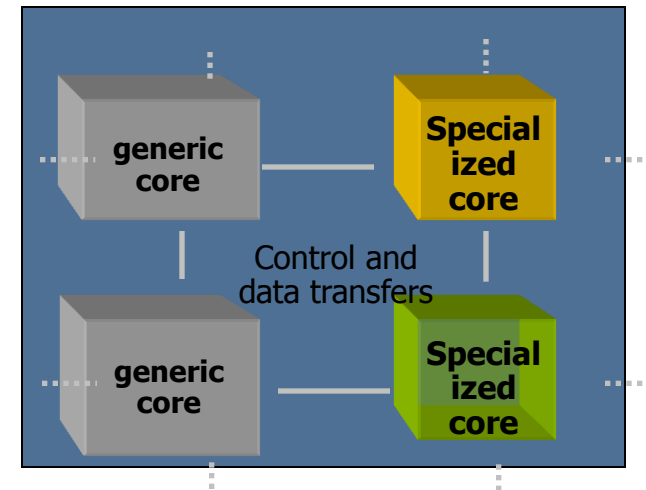 generic
core
Special
ized
core
Control and
data transfers
generic
core
Special
ized
core